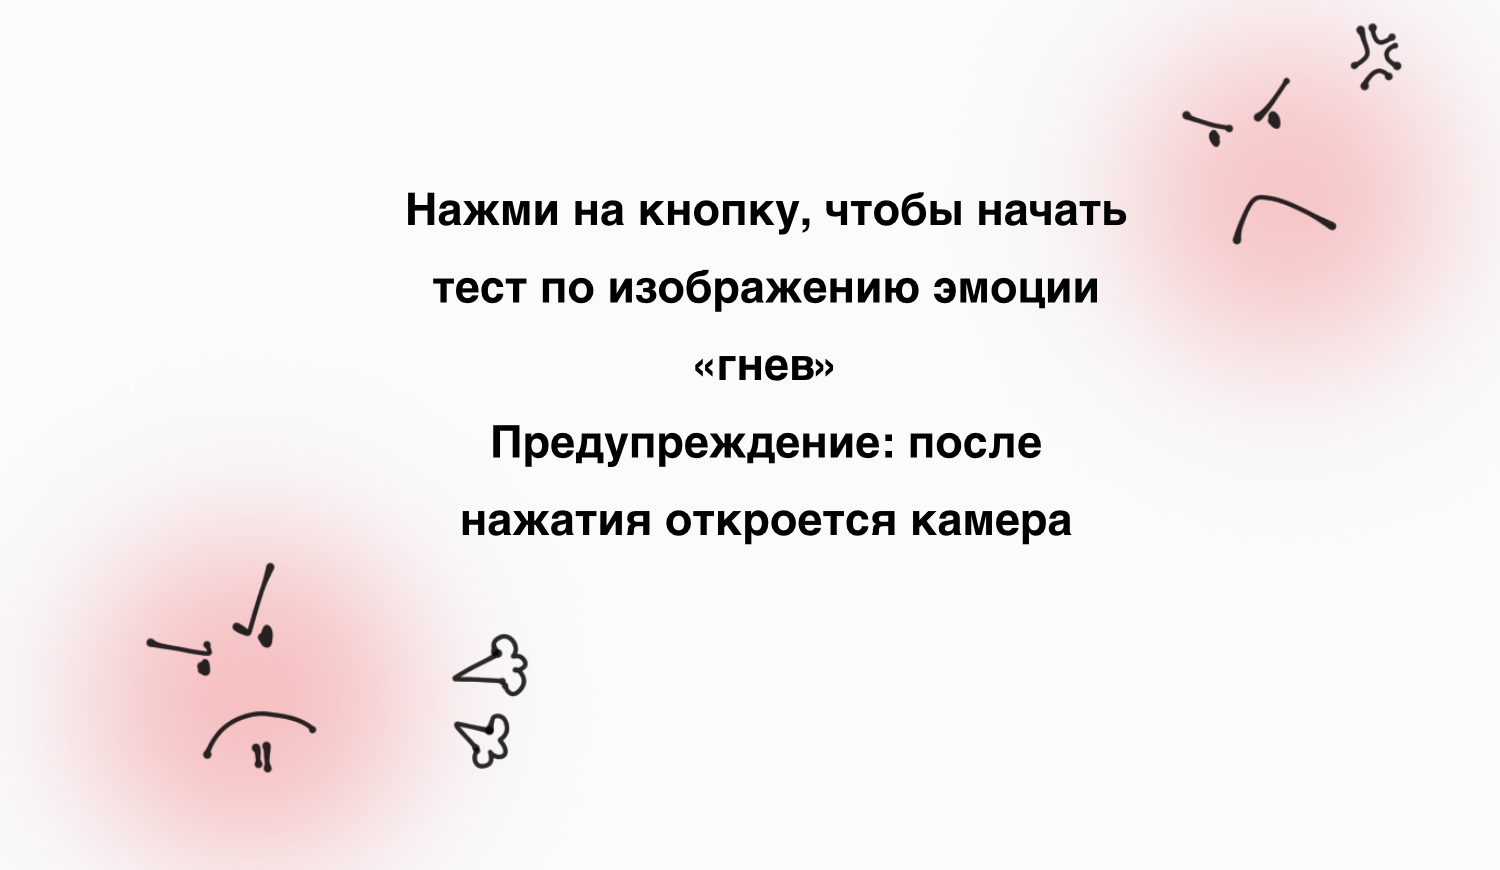 Нажми на кнопку, чтобы начать
тест по изображению эмоции
«гнев»
Предупреждение: после
нажатия откроется камера